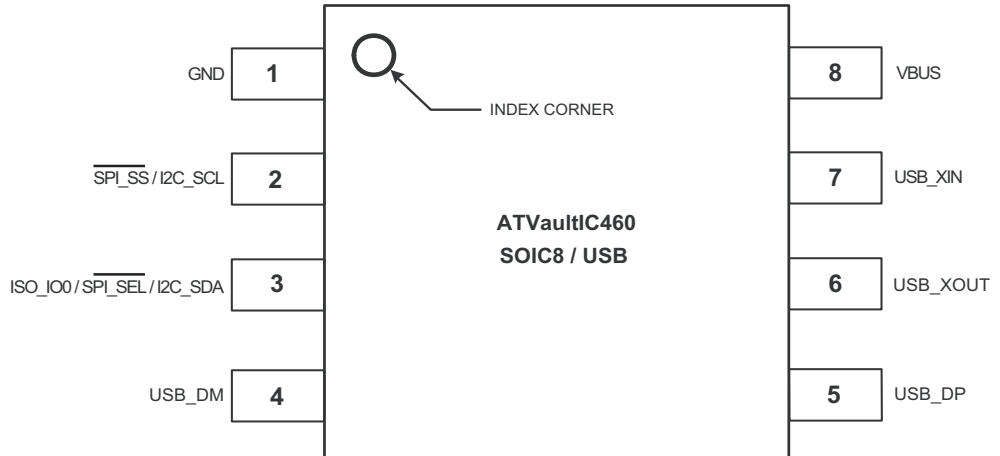 GND 1
8 VBUS
INDEX CORNER
SPI_SS / I2C_SCL 2
7 USB_XIN
ATVaultIC460
SOIC8 / USB
ISO_IO0 / SPI_SEL / I2C_SDA 3
6 USB_XOUT
USB_DM 4
5 USB_DP